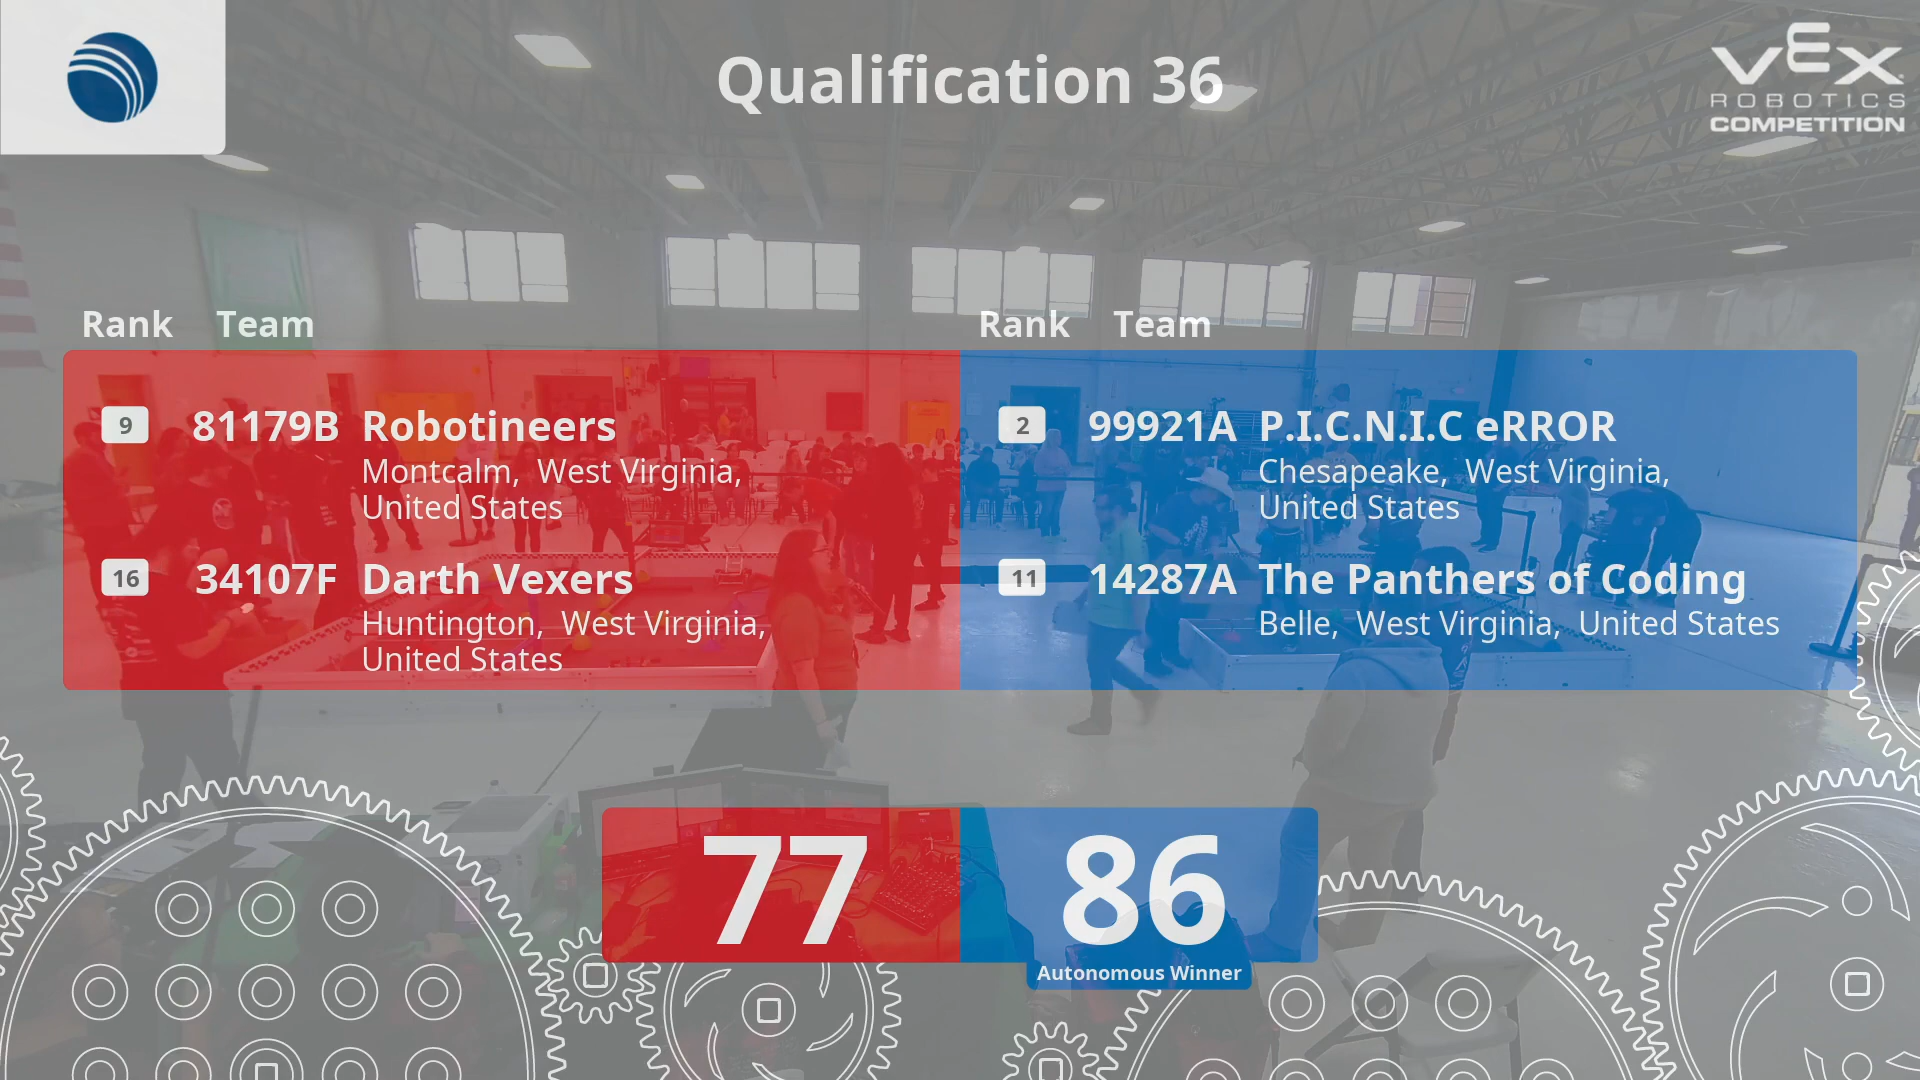 Qualification 36
VEX
ROBOTICS
COMPETITION
Rank Team
Rank Team
9 81179B Robotineers
Montcalm, West Virginia,
United States
16 34107F Darth Vexers
Huntington, West Virginia,
United States
2 99921A P.I.C.N.I.C eRROR
Chesapeake, West Virginia,
United States
11 14287A The Panthers of Coding
Belle, West Virginia, United States
77
86
Autonomous Winner